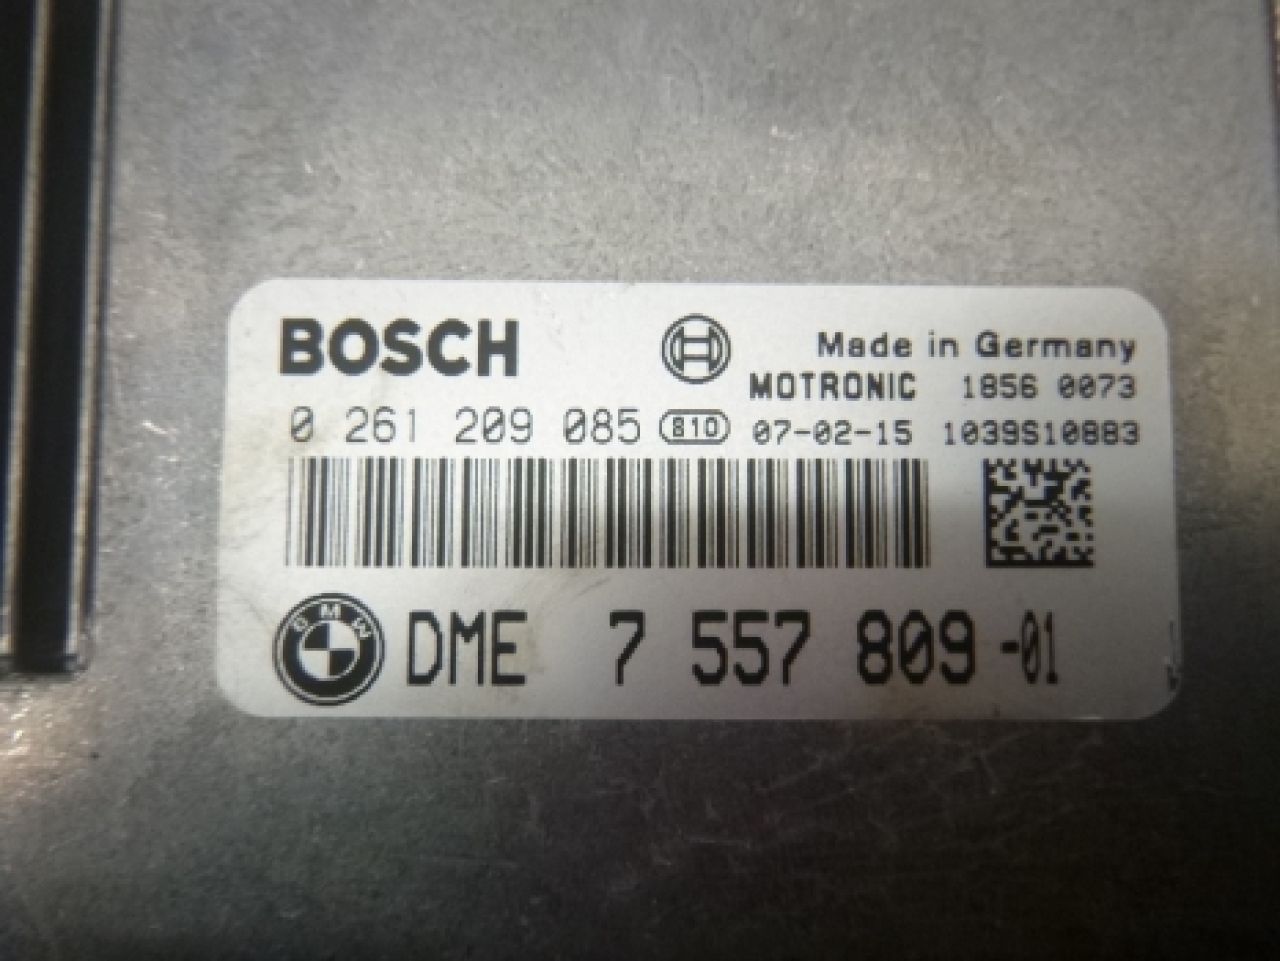 BOSCH
Made in Germany
MOTRONIC 1856 0073
0 261 209 085 810 07-02-15 1039S10883
BMW DME 7 557 809 -01